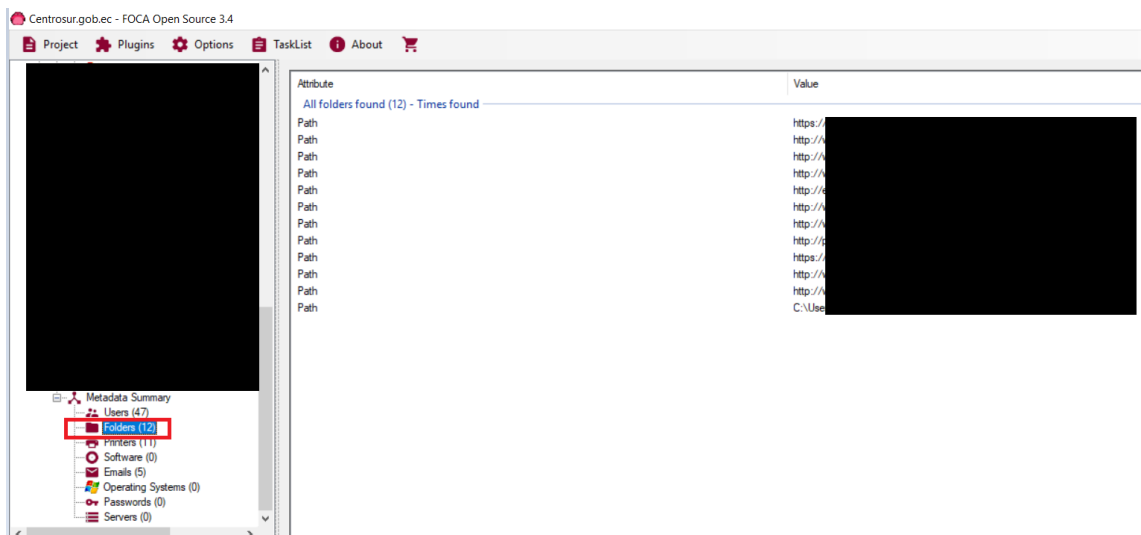 Centrosur.gob.ec - FOCA Open Source 3.4
Project Plugins Options TaskList About
Attribute Value
All folders found (12) - Times found
Path https:/
Path http://
Path http://
Path http://
Path http://
Path http://
Path http://
Path http://
Path https:/
Path http://
Path http://
Path C:\Use
Metadata Summary
Users (47)
Folders (12)
Printers (11)
Software (0)
Emails (5)
Operating Systems (0)
Passwords (0)
Servers (0)